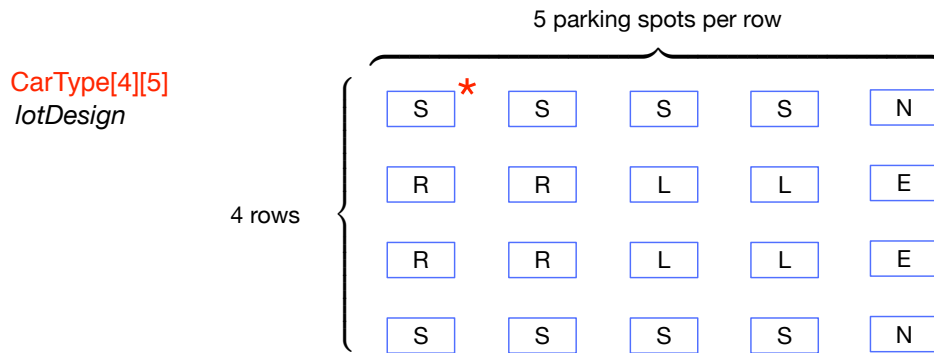 5 parking spots per row
CarType[4][5]
lotDesign
*
S S S S N
R R L L E
4 rows
R R L L E
S S S S N